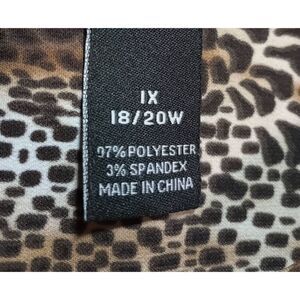 1X
18/20W
97% POLYESTER
3% SPANDEX
MADE IN CHINA